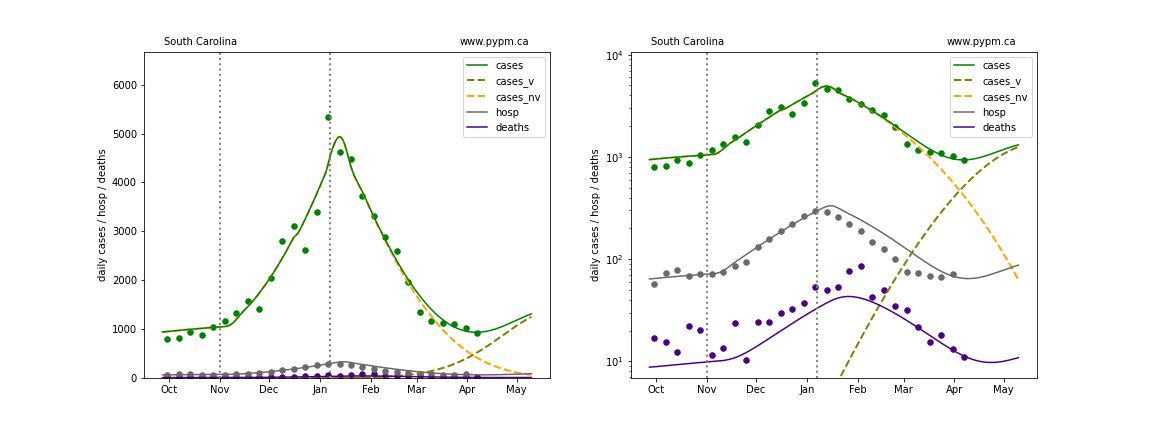 South Carolina www.pypm.ca
daily cases / hosp / deaths
6000
5000
4000
3000
2000
1000
0
Oct Nov Dec Jan Feb Mar Apr May
cases
cases_v
cases_nv
hosp
deaths
South Carolina www.pypm.ca
daily cases / hosp / deaths
10⁴
10³
10²
10¹
Oct Nov Dec Jan Feb Mar Apr May
cases
cases_v
cases_nv
hosp
deaths